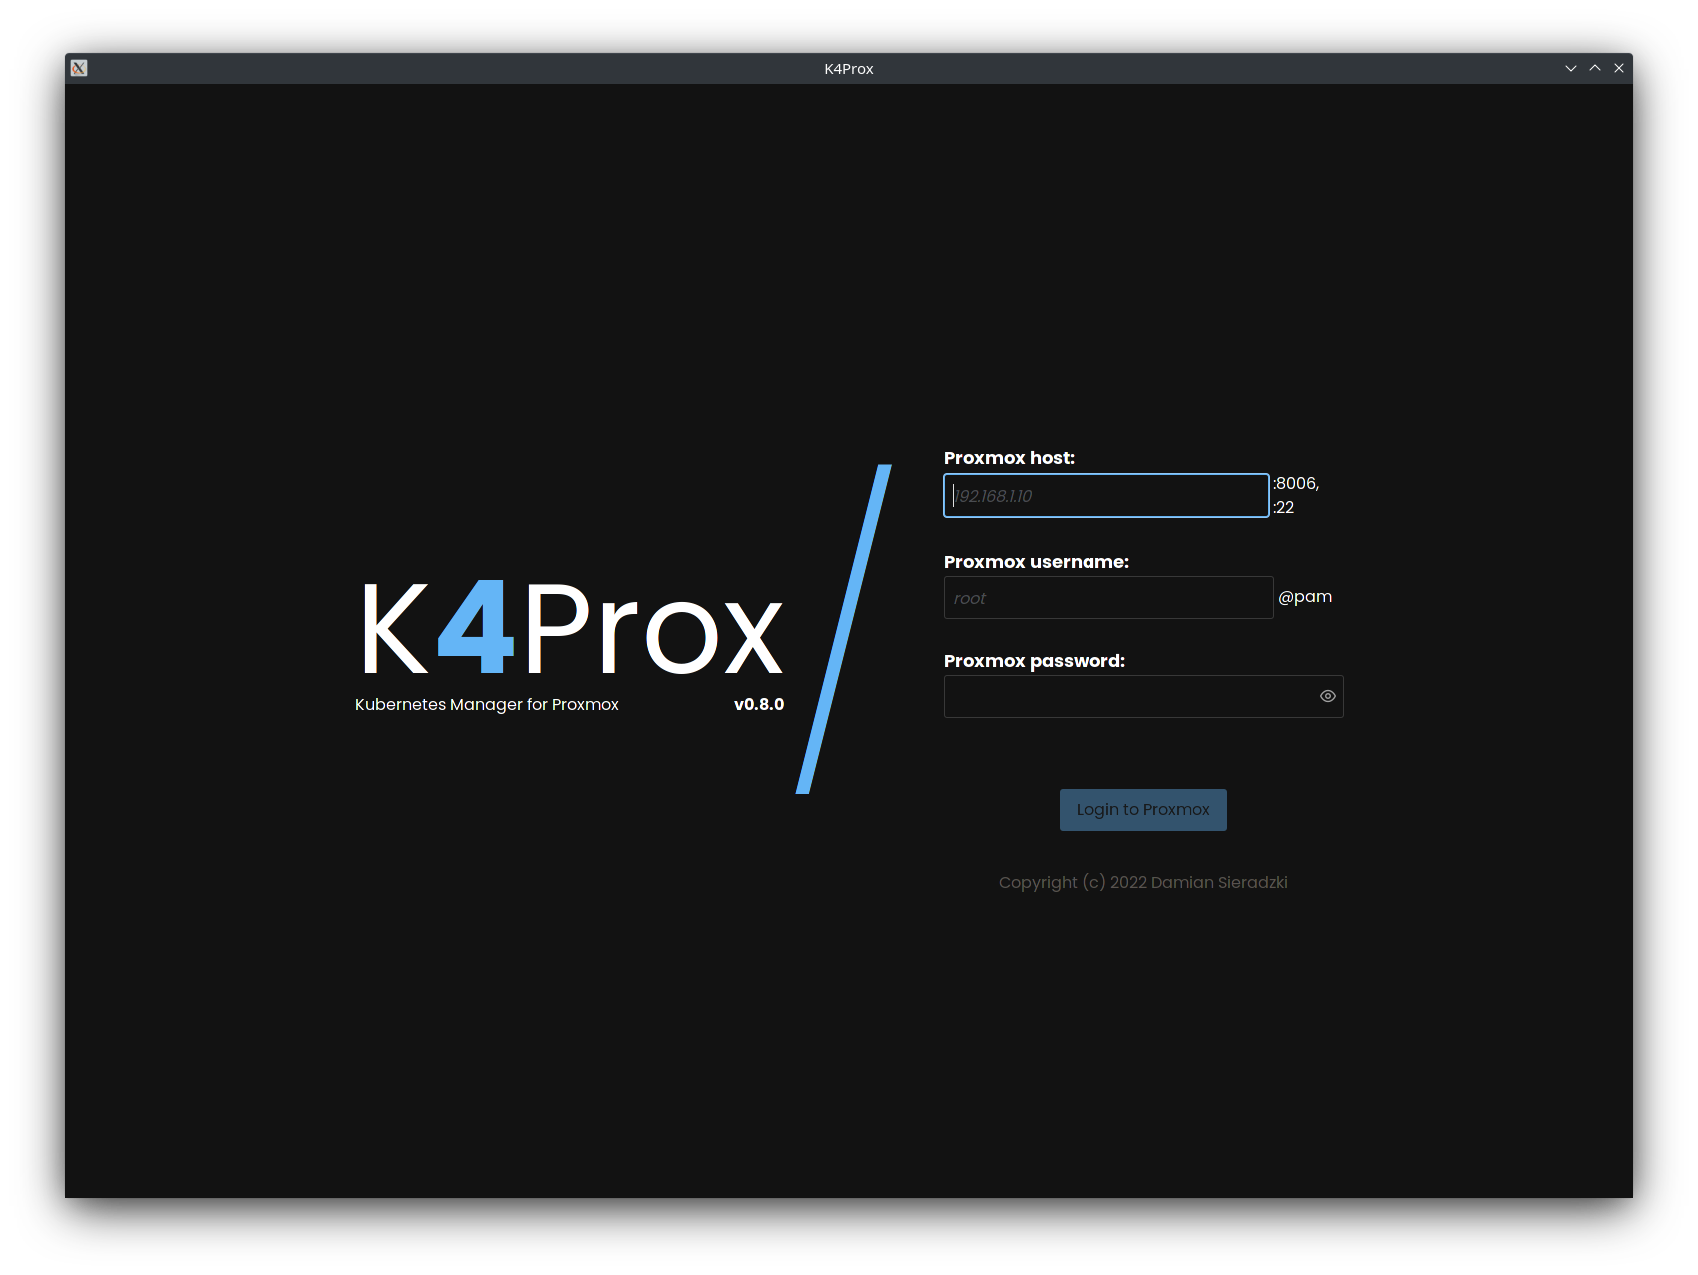 K4Prox
K4Prox
Kubernetes Manager for Proxmox v0.8.0
Proxmox host:
192.168.1.10 :8006,
:22
Proxmox username:
root @pam
Proxmox password:
Login to Proxmox
Copyright (c) 2022 Damian Sieradzki